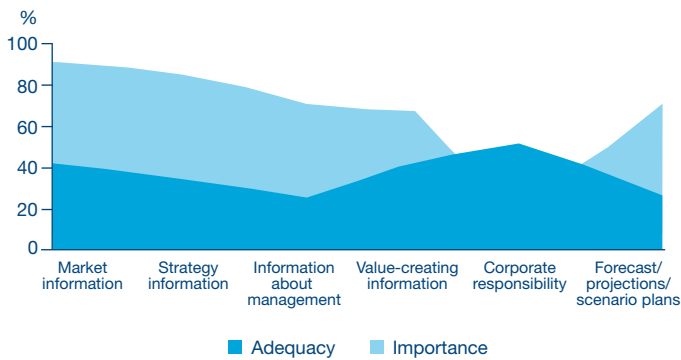 %
100
80
60
40
20
0
Market
information
Strategy
information
Information
about
management
Value-creating
information
Corporate
responsibility
Forecast/
projections/
scenario plans
Adequacy
Importance